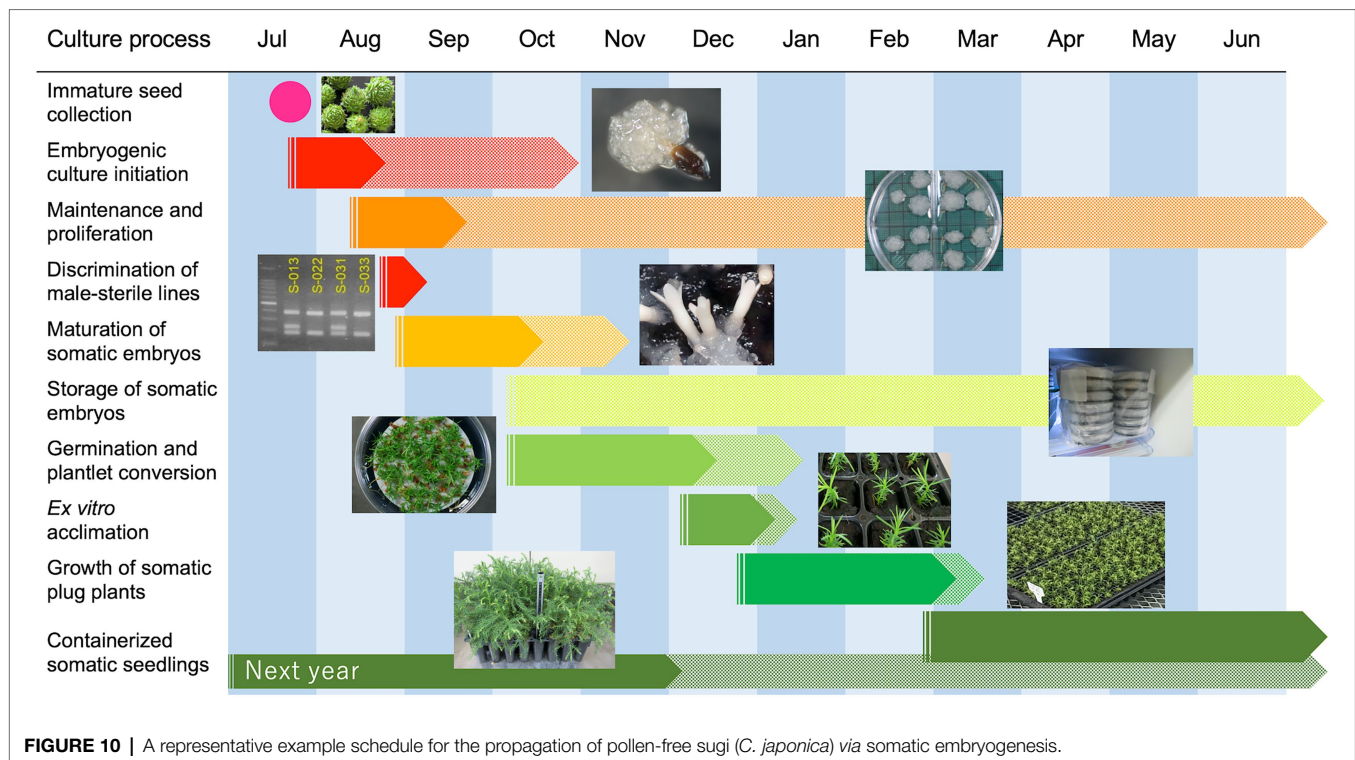 Culture process Jul Aug Sep Oct Nov Dec Jan Feb Mar Apr May Jun
Immature seed
collection
Embryogenic
culture initiation
Maintenance and
proliferation
Discrimination of
male-sterile lines
S-013
S-022
S-031
S-033
Maturation of
somatic embryos
Storage of somatic
embryos
Germination and
plantlet conversion
Ex vitro
acclimation
Growth of somatic
plug plants
Containerized
somatic seedlings
Next year
FIGURE 10 | A representative example schedule for the propagation of pollen-free sugi (C. japonica) via somatic embryogenesis.